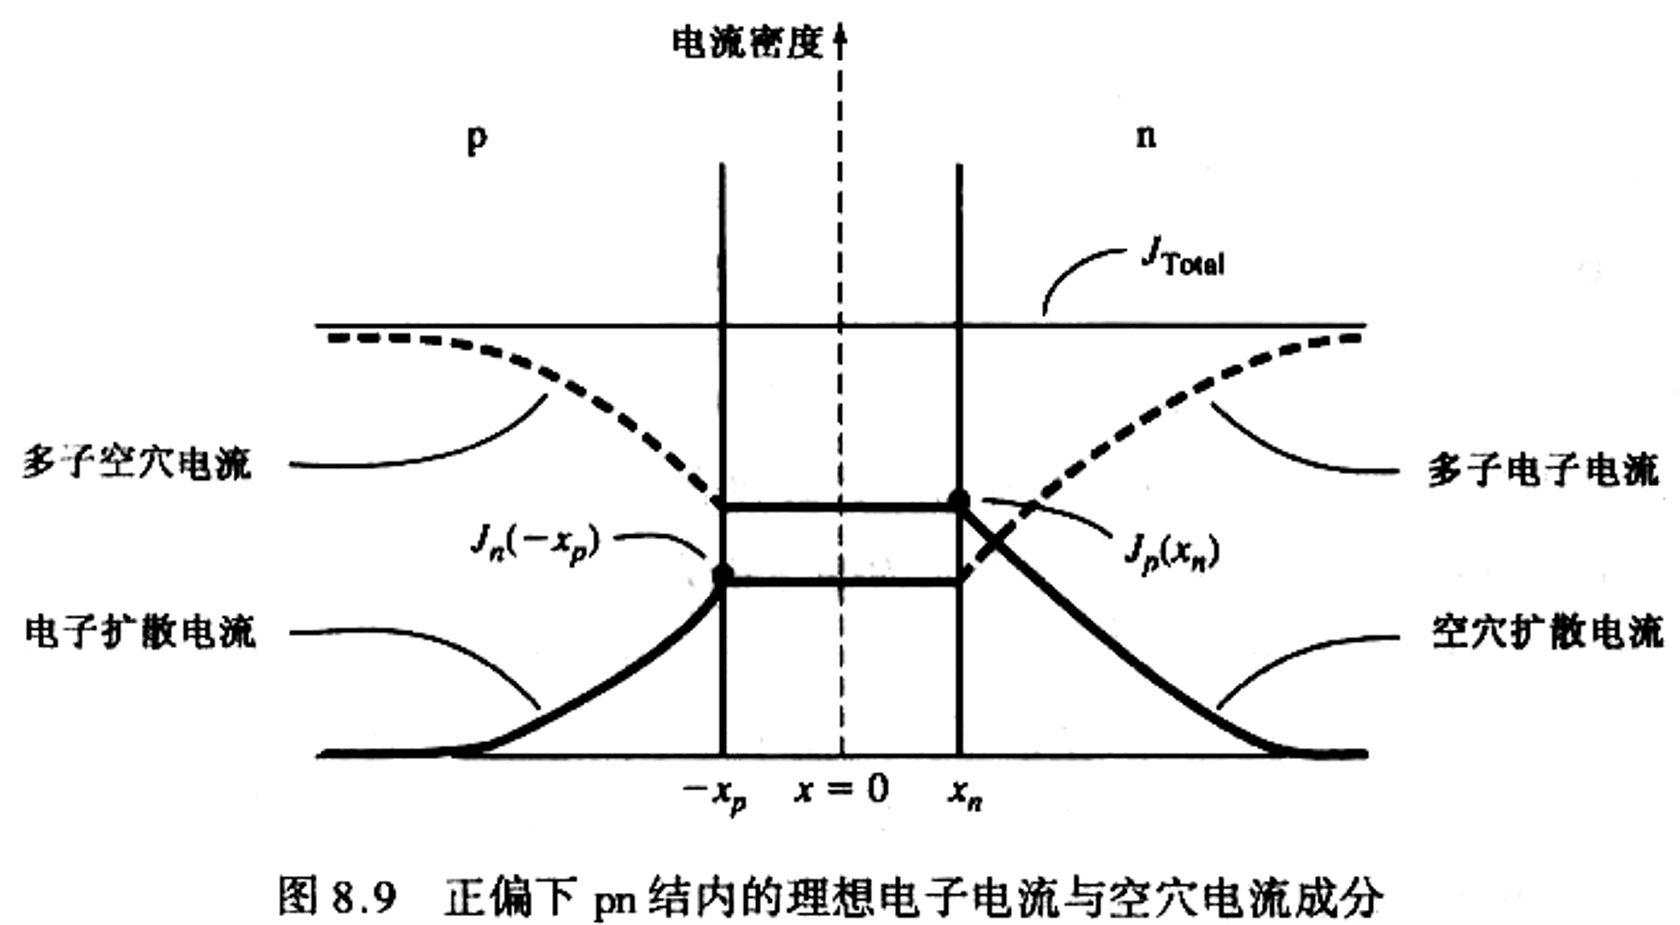 电流密度
p
n
J_Total
多子空穴电流
多子电子电流
J_n(−x_p)
J_p(x_n)
电子扩散电流
空穴扩散电流
−x_p
x = 0
x_n
图 8.9 正偏下 pn 结内的理想电子电流与空穴电流成分